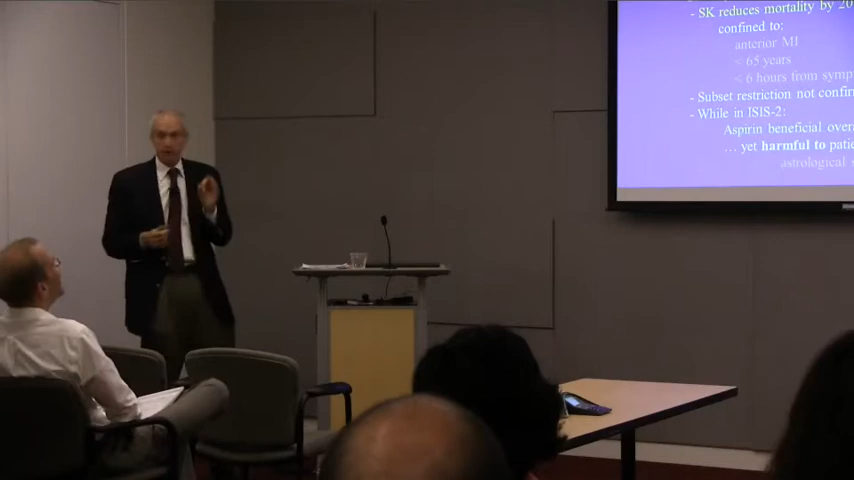 - SK reduces mortality by 20
confined to:
anterior MI
< 65 years
< 6 hours from symp
- Subset restriction not confir
- While in ISIS-2:
Aspirin beneficial over
… yet harmful to patie
astrological